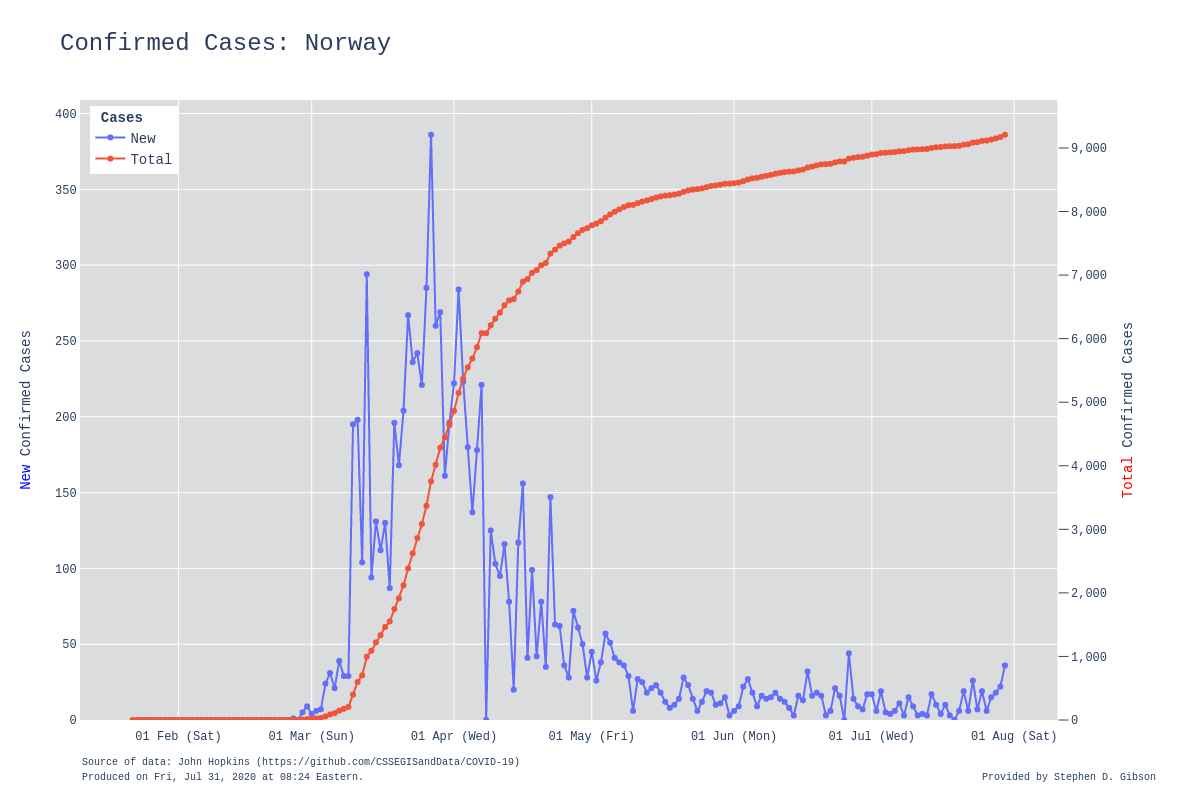 Confirmed Cases: Norway
Cases
New
Total
400
350
300
250
200
150
100
50
0
9,000
8,000
7,000
6,000
5,000
4,000
3,000
2,000
1,000
0
New Confirmed Cases
Total Confirmed Cases
01 Feb (Sat) 01 Mar (Sun) 01 Apr (Wed) 01 May (Fri) 01 Jun (Mon) 01 Jul (Wed) 01 Aug (Sat)
Source of data: John Hopkins (https://github.com/CSSEGISandData/COVID-19)
Produced on Fri, Jul 31, 2020 at 08:24 Eastern.
Provided by Stephen D. Gibson